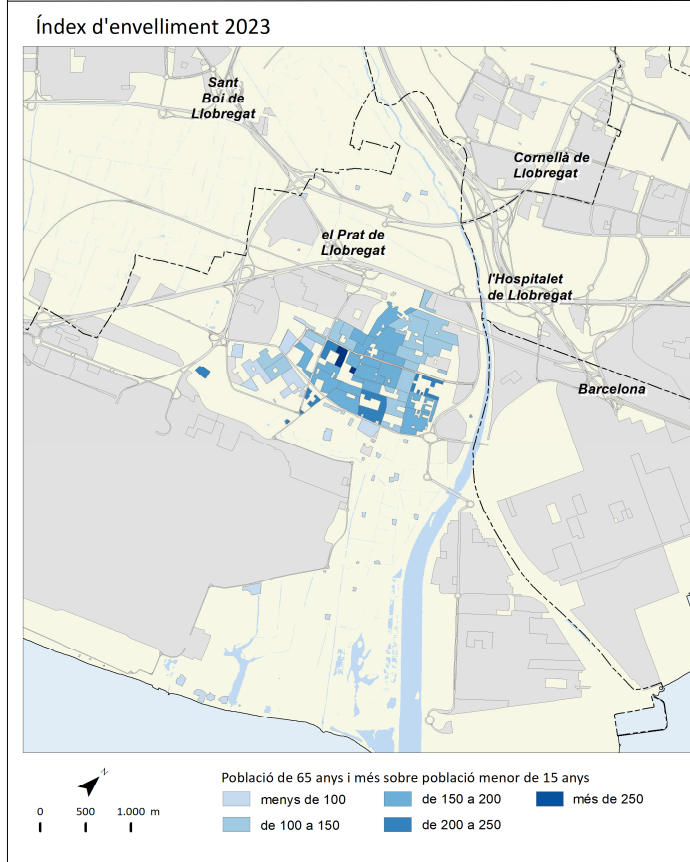 Índex d'envelliment 2023
Sant
Boi de
Llobregat
Cornellà de
Llobregat
el Prat de
Llobregat
l'Hospitalet
de Llobregat
Barcelona
N
0 500 1.000 m
Població de 65 anys i més sobre població menor de 15 anys
menys de 100
de 150 a 200
més de 250
de 100 a 150
de 200 a 250